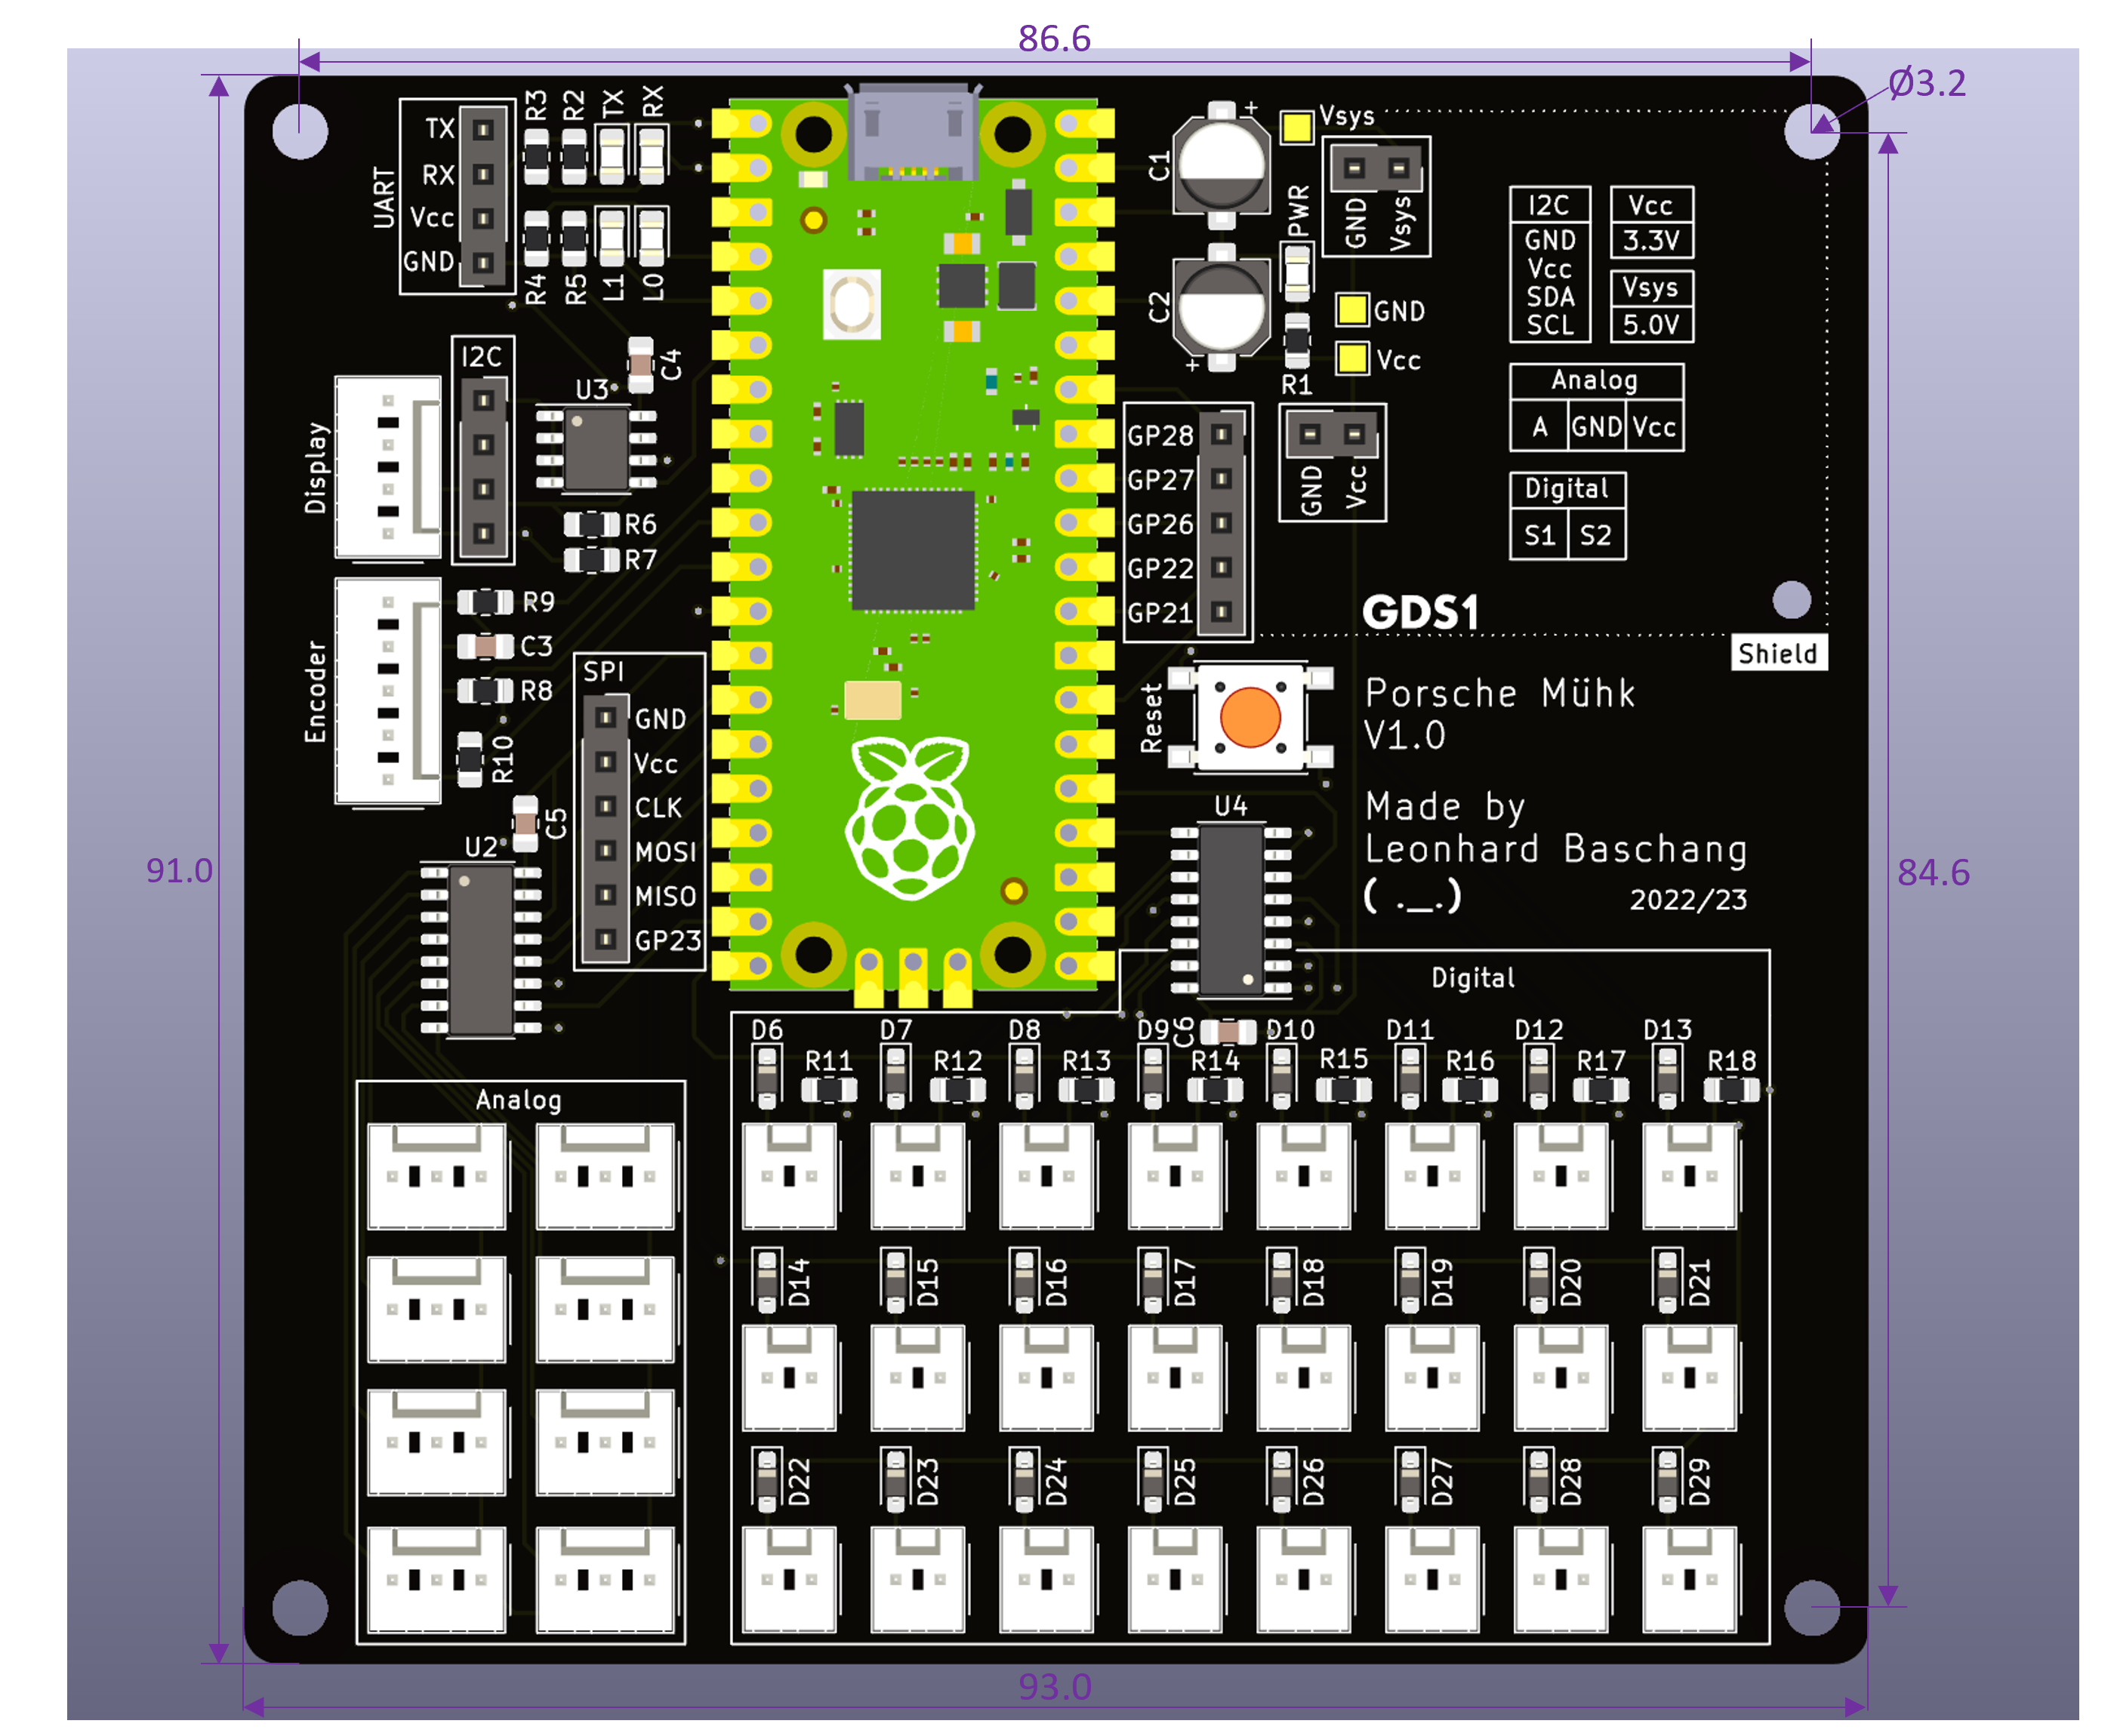 86.6
Ø3.2
91.0
84.6
93.0
UART
TX
RX
Vcc
GND
R3
R2
TX
RX
R4
R5
L1
L0
C1
C2
Vsys
GND
Vsys
PWR
GND
Vcc
R1
I2C
GND
Vcc
SDA
SCL
Vcc
3.3V
Vsys
5.0V
Analog
A
GND
Vcc
Digital
S1
S2
Display
I2C
U3
C4
R6
R7
GP28
GP27
GP26
GP22
GP21
GND
Vcc
GDS1
Shield
Encoder
R9
C3
R8
R10
C5
U2
SPI
GND
Vcc
CLK
MOSI
MISO
GP23
Reset
U4
Porsche Mühk
V1.0
Made by
Leonhard Baschang
( ._.)
2022/23
Analog
Digital
D6
D7
D8
D9
C6
D10
D11
D12
D13
R11
R12
R13
R14
R15
R16
R17
R18
D14
D15
D16
D17
D18
D19
D20
D21
D22
D23
D24
D25
D26
D27
D28
D29